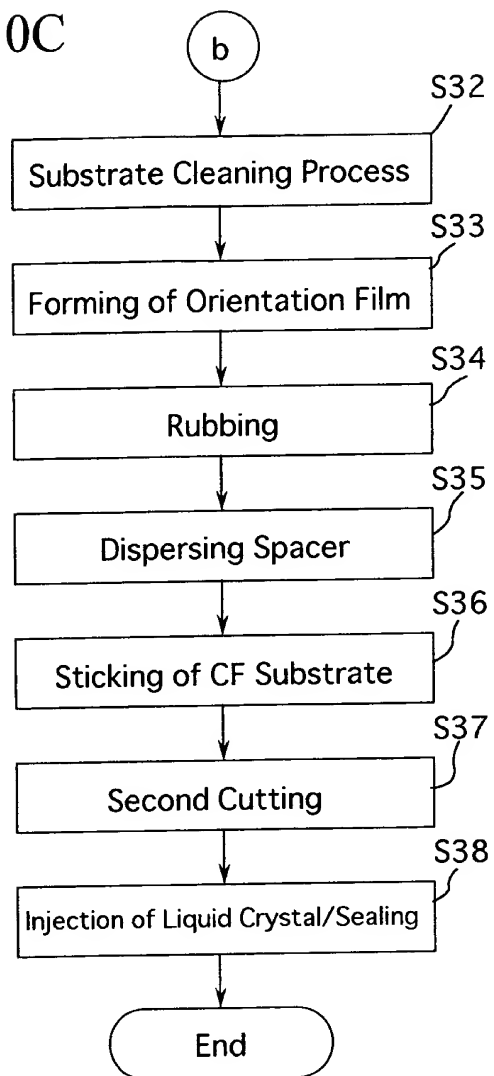 0C
b
S32
Substrate Cleaning Process
S33
Forming of Orientation Film
S34
Rubbing
S35
Dispersing Spacer
S36
Sticking of CF Substrate
S37
Second Cutting
S38
Injection of Liquid Crystal/Sealing
End